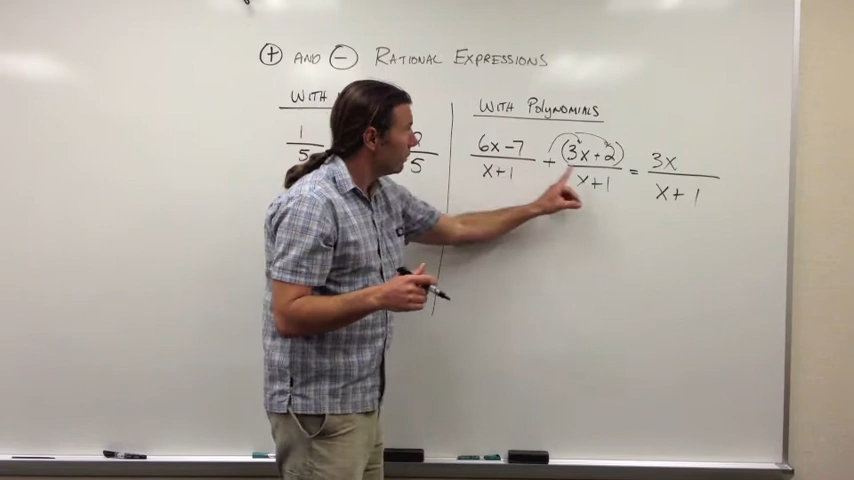 + AND − RATIONAL EXPRESSIONS
WITH
WITH POLYNOMIALS
1
5
5
6x-7
x+1
+
(3x+2)
x+1
=
3x
x+1